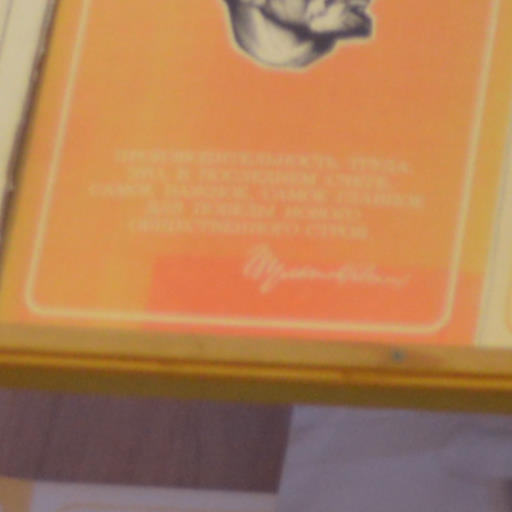 ПРОИЗВОДИТЕЛЬНОСТЬ ТРУДА,
ЭТО, В ПОСЛЕДНЕМ СЧЕТЕ,
САМОЕ ВАЖНОЕ, САМОЕ ГЛАВНОЕ
ДЛЯ ПОБЕДЫ НОВОГО
ОБЩЕСТВЕННОГО СТРОЯ.